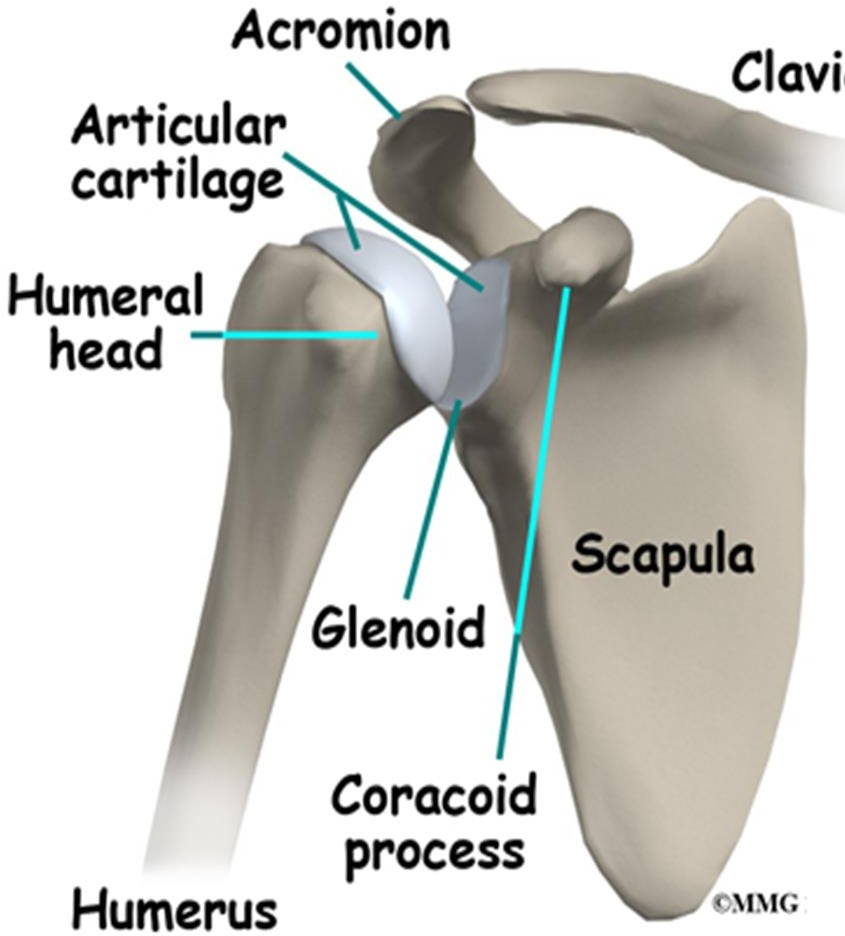 Acromion
Clavi
Articular
cartilage
Humeral
head
Scapula
Glenoid
Coracoid
process
Humerus
©MMG